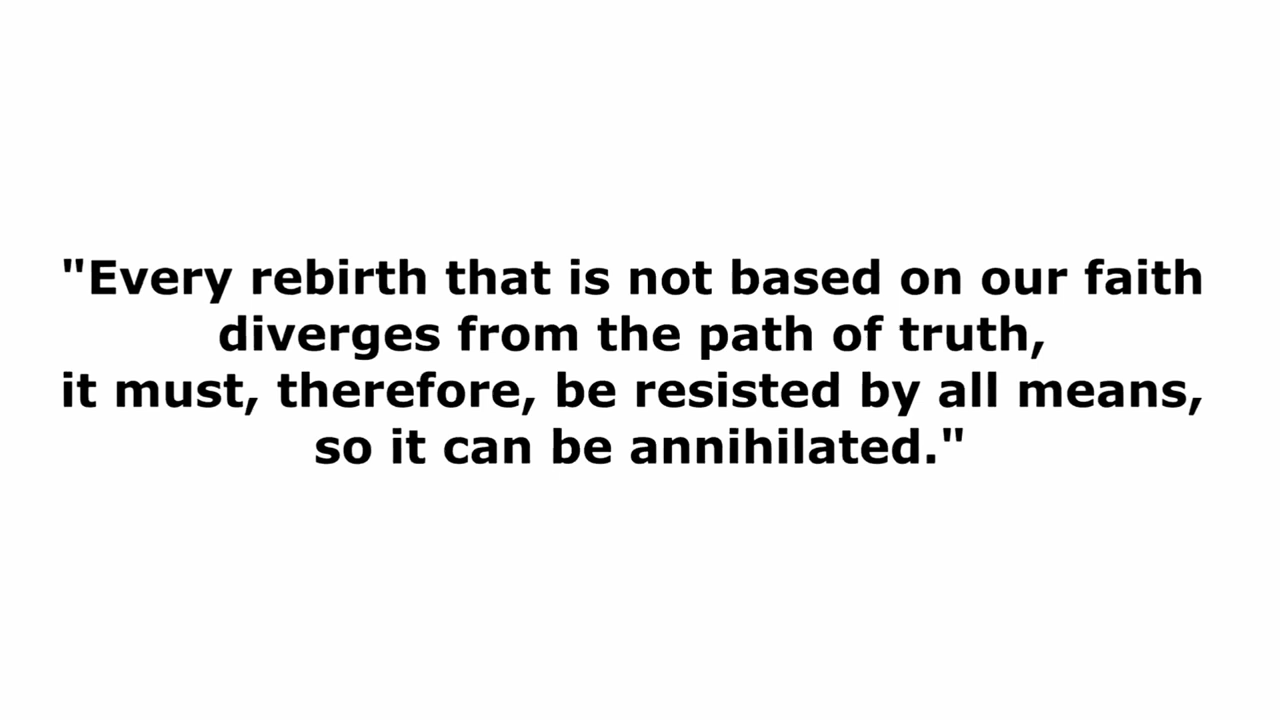 "Every rebirth that is not based on our faith
diverges from the path of truth,
it must, therefore, be resisted by all means,
so it can be annihilated."